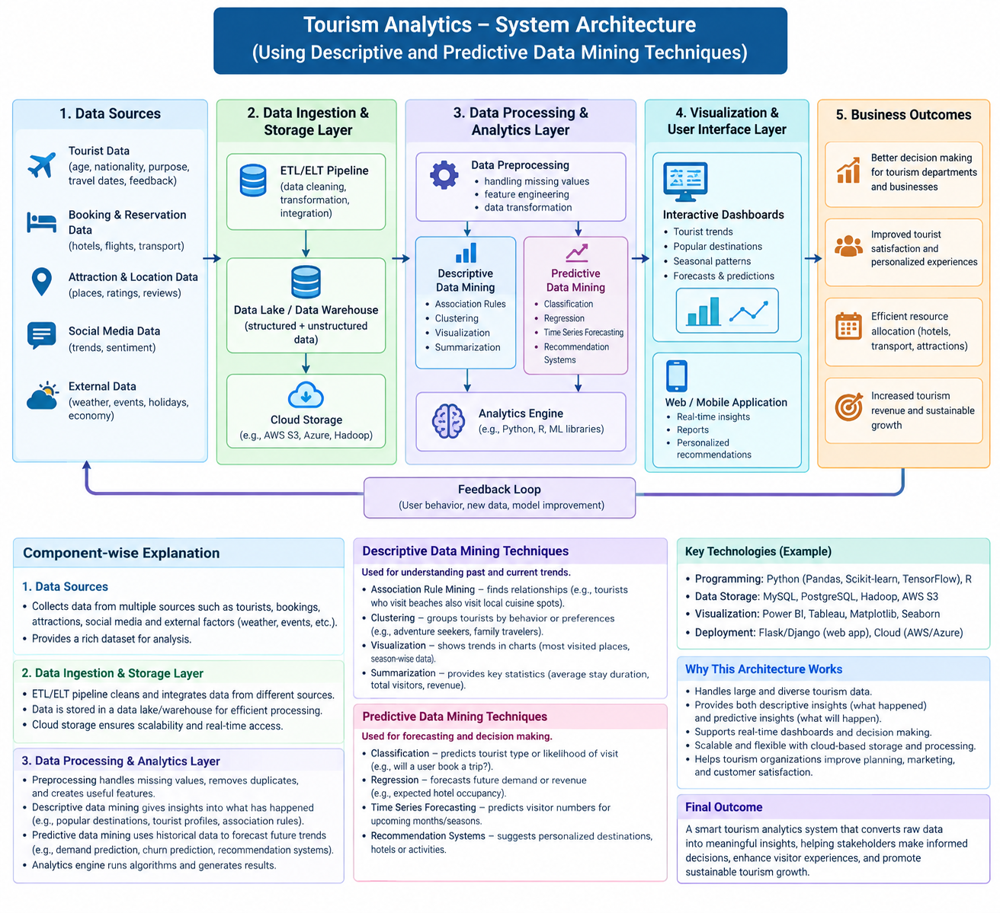 Tourism Analytics – System Architecture
(Using Descriptive and Predictive Data Mining Techniques)
1. Data Sources
Tourist Data
(age, nationality, purpose,
travel dates, feedback)
Booking & Reservation
Data
(hotels, flights, transport)
Attraction & Location Data
(places, ratings, reviews)
Social Media Data
(trends, sentiment)
External Data
(weather, events, holidays,
economy)
2. Data Ingestion &
Storage Layer
ETL/ELT Pipeline
(data cleaning,
transformation,
integration)
Data Lake / Data Warehouse
(structured + unstructured
data)
Cloud Storage
(e.g., AWS S3, Azure, Hadoop)
3. Data Processing &
Analytics Layer
Data Preprocessing
• handling missing values
• feature engineering
• data transformation
Descriptive
Data Mining
• Association Rules
• Clustering
• Visualization
• Summarization
Predictive
Data Mining
• Classification
• Regression
• Time Series Forecasting
• Recommendation
Systems
Analytics Engine
(e.g., Python, R, ML libraries)
4. Visualization &
User Interface Layer
Interactive Dashboards
• Tourist trends
• Popular destinations
• Seasonal patterns
• Forecasts & predictions
Web / Mobile Application
• Real-time insights
• Reports
• Personalized
recommendations
5. Business Outcomes
Better decision making
for tourism departments
and businesses
Improved tourist
satisfaction and
personalized experiences
Efficient resource
allocation (hotels,
transport, attractions)
Increased tourism
revenue and sustainable
growth
Feedback Loop
(User behavior, new data, model improvement)
Component-wise Explanation
1. Data Sources
• Collects data from multiple sources such as tourists, bookings,
attractions, social media and external factors (weather, events, etc.).
• Provides a rich dataset for analysis.
2. Data Ingestion & Storage Layer
• ETL/ELT pipeline cleans and integrates data from different sources.
• Data is stored in a data lake/warehouse for efficient processing.
• Cloud storage ensures scalability and real-time access.
3. Data Processing & Analytics Layer
• Preprocessing handles missing values, removes duplicates,
and creates useful features.
• Descriptive data mining gives insights into what has happened
(e.g., popular destinations, tourist profiles, association rules).
• Predictive data mining uses historical data to forecast future trends
(e.g., demand prediction, churn prediction, recommendation systems).
• Analytics engine runs algorithms and generates results.
Descriptive Data Mining Techniques
Used for understanding past and current trends.
• Association Rule Mining – finds relationships (e.g., tourists
who visit beaches also visit local cuisine spots).
• Clustering – groups tourists by behavior or preferences
(e.g., adventure seekers, family travelers).
• Visualization – shows trends in charts (most visited places,
season-wise data).
• Summarization – provides key statistics (average stay duration,
total visitors, revenue).
Predictive Data Mining Techniques
Used for forecasting and decision making.
• Classification – predicts tourist type or likelihood of visit
(e.g., will a user book a trip?).
• Regression – forecasts future demand or revenue
(e.g., expected hotel occupancy).
• Time Series Forecasting – predicts visitor numbers for
upcoming months/seasons.
• Recommendation Systems – suggests personalized destinations,
hotels or activities.
Key Technologies (Example)
• Programming: Python (Pandas, Scikit-learn, TensorFlow), R
• Data Storage: MySQL, PostgreSQL, Hadoop, AWS S3
• Visualization: Power BI, Tableau, Matplotlib, Seaborn
• Deployment: Flask/Django (web app), Cloud (AWS/Azure)
Why This Architecture Works
• Handles large and diverse tourism data.
• Provides both descriptive insights (what happened)
and predictive insights (what will happen).
• Supports real-time dashboards and decision making.
• Scalable and flexible with cloud-based storage and processing.
• Helps tourism organizations improve planning, marketing,
and customer satisfaction.
Final Outcome
A smart tourism analytics system that converts raw data
into meaningful insights, helping stakeholders make informed
decisions, enhance visitor experiences, and promote
sustainable tourism growth.